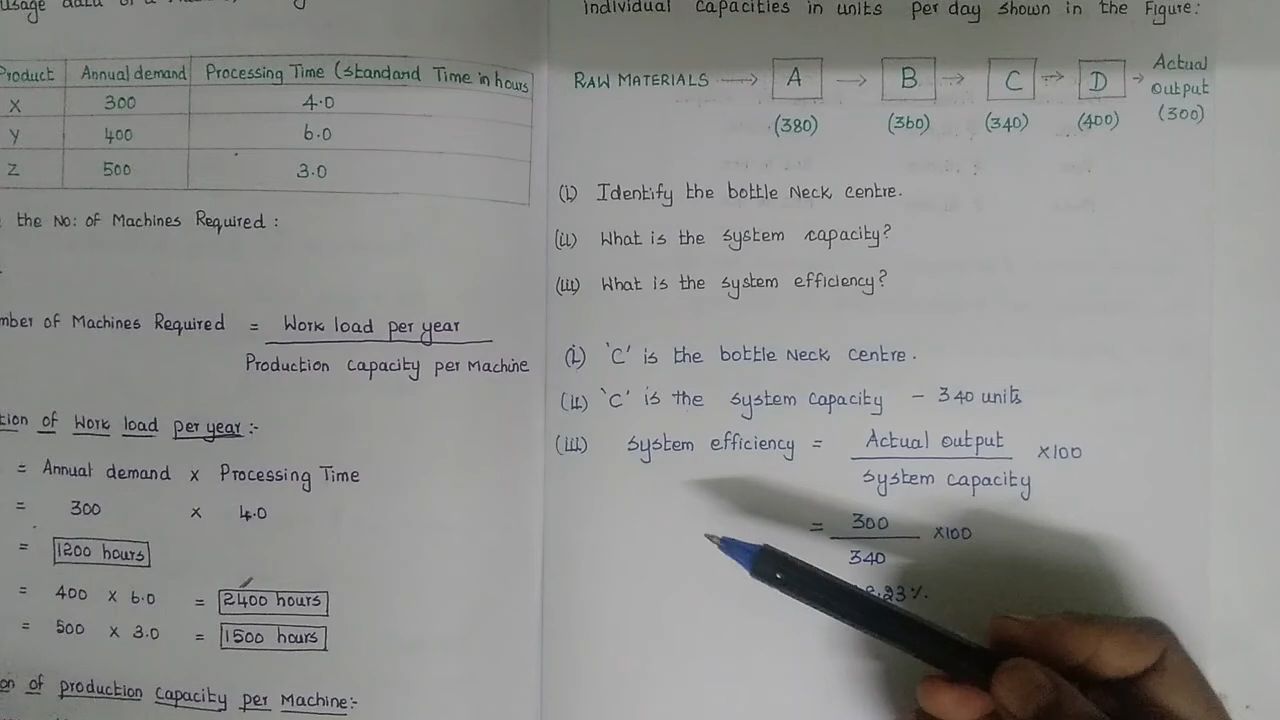 usage data of a
Product Annual demand Processing Time (Standard Time in hours
X 300 4.0
Y 400 6.0
Z 500 3.0
the No: of Machines Required :
mber of Machines Required = Work load per year
Production capacity per Machine
tion of Work load per year:-
= Annual demand x Processing Time
= 300 x 4.0
= 1200 hours
= 400 x 6.0 = 2400 hours
= 500 x 3.0 = 1500 hours
on of production capacity per Machine:-
individual capacities in units per day shown in the Figure:
RAW MATERIALS → A → B → C → D → Actual output (300)
(380) (360) (340) (400)
(i) Identify the bottle Neck centre.
(ii) What is the system capacity?
(iii) What is the system efficiency?
(i) 'C' is the bottle Neck centre.
(ii) 'C' is the system capacity - 340 units
(iii) system efficiency = Actual output x100
system capacity
= 300 x100
340
.23%.